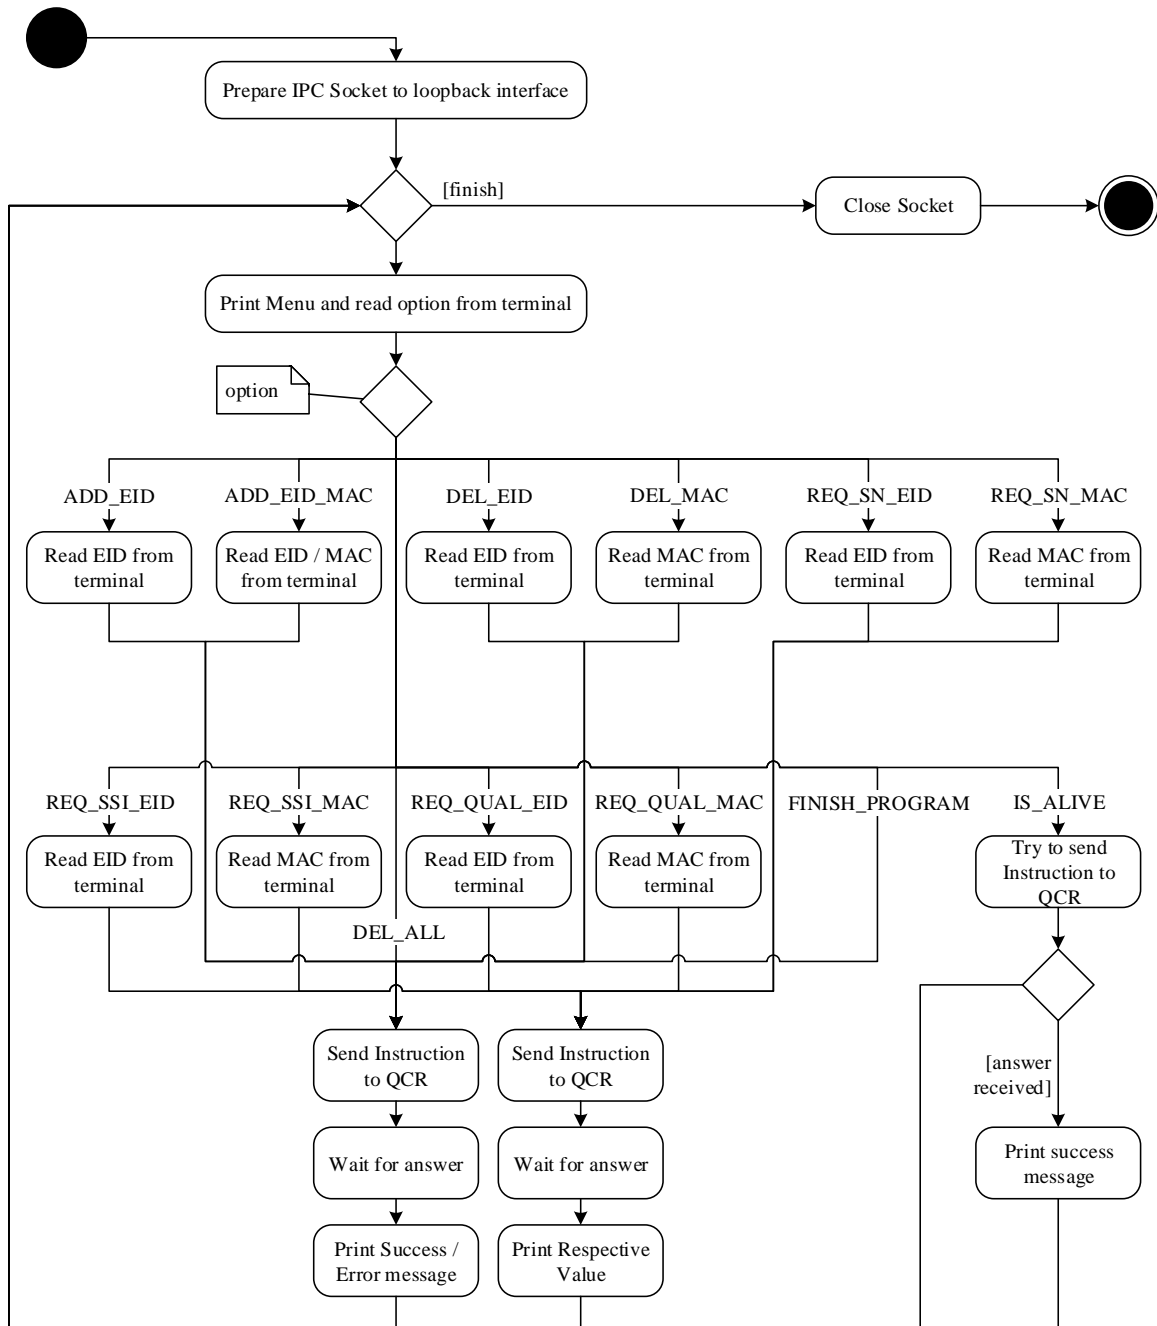 Prepare IPC Socket to loopback interface
[finish]
Close Socket
Print Menu and read option from terminal
option
ADD_EID
ADD_EID_MAC
DEL_EID
DEL_MAC
REQ_SN_EID
REQ_SN_MAC
Read EID from
terminal
Read EID / MAC
from terminal
Read EID from
terminal
Read MAC from
terminal
Read EID from
terminal
Read MAC from
terminal
REQ_SSI_EID
REQ_SSI_MAC
REQ_QUAL_EID
REQ_QUAL_MAC
FINISH_PROGRAM
IS_ALIVE
Read EID from
terminal
Read MAC from
terminal
Read EID from
terminal
Read MAC from
terminal
Try to send
Instruction to
QCR
DEL_ALL
Send Instruction
to QCR
Send Instruction
to QCR
[answer
received]
Wait for answer
Wait for answer
Print success
message
Print Success /
Error message
Print Respective
Value